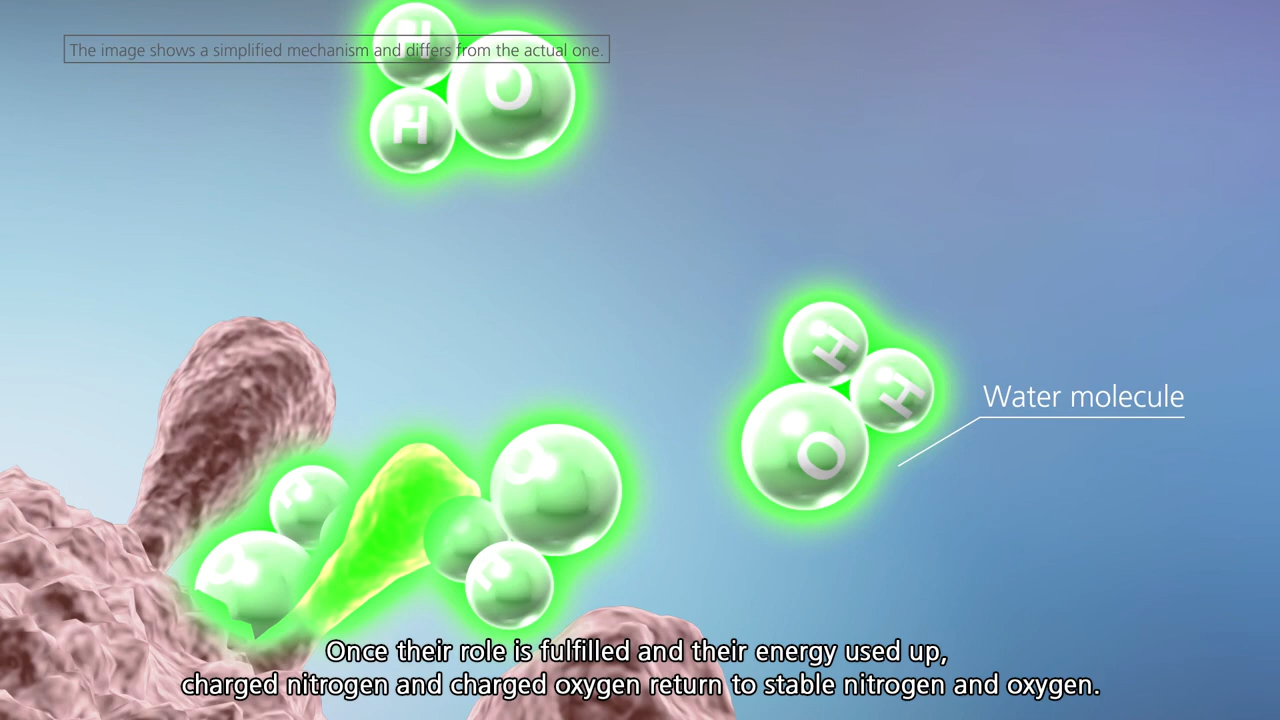 The image shows a simplified mechanism and differs from the actual one.
H
H O
H
H
O
O
Water molecule
Once their role is fulfilled and their energy used up,
charged nitrogen and charged oxygen return to stable nitrogen and oxygen.